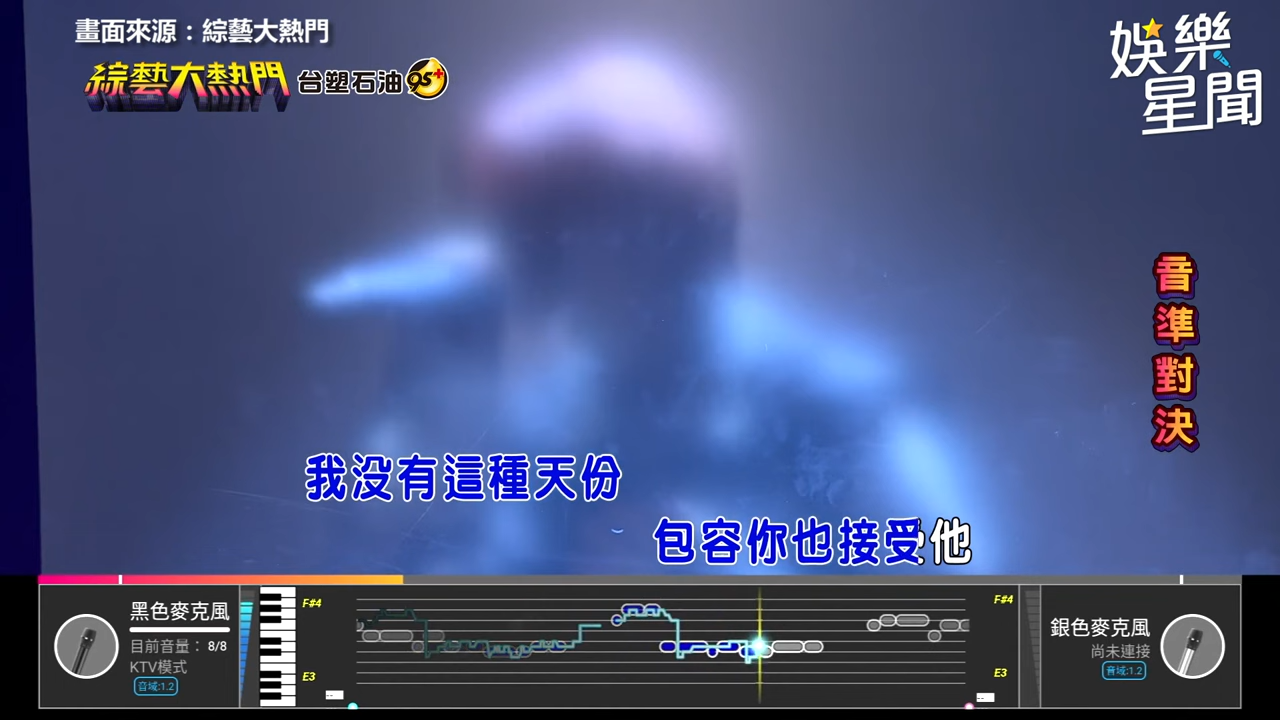 畫面來源：綜藝大熱門
綜藝大熱門 台塑石油 95+
娛樂
星聞
音準對決
我没有這種天份
包容你也接受他
黑色麥克風
目前音量： 8/8
KTV模式
音域:1.2
F#4
E3
--
F#4
E3
--
銀色麥克風
尚未連接
音域:1.2